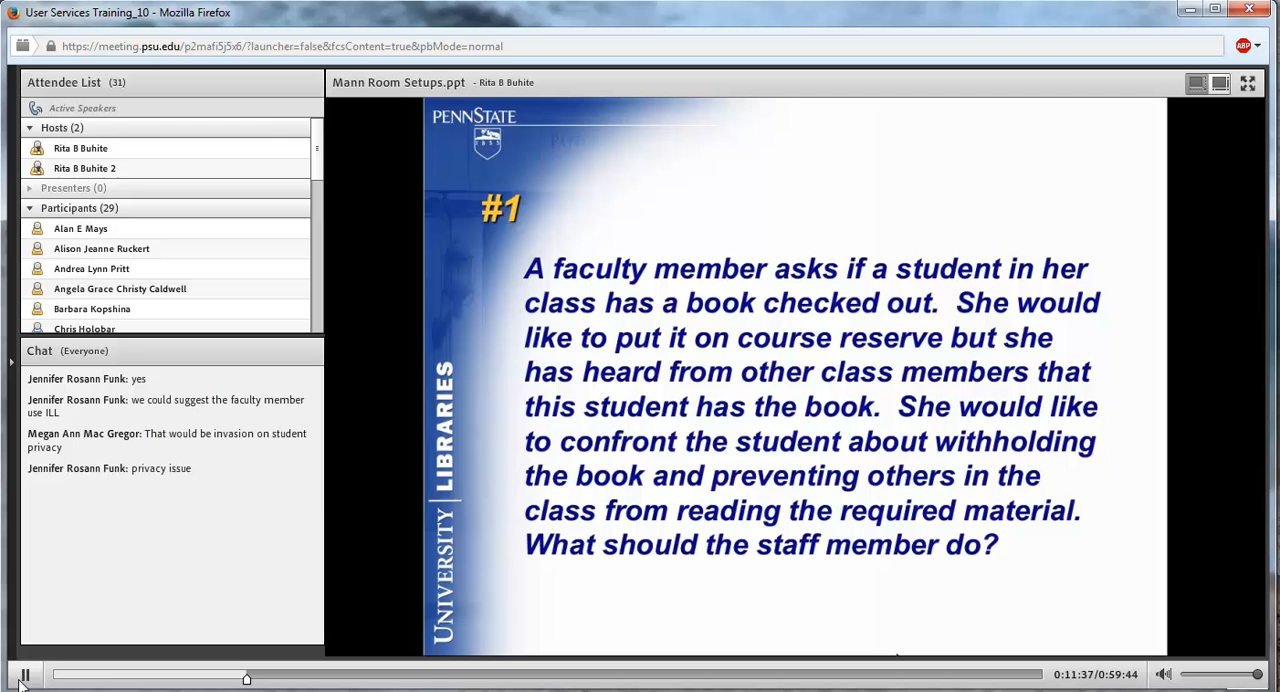 User Services Training_10 - Mozilla Firefox
https://meeting.psu.edu/p2mafi5j5x6/?launcher=false&fcsContent=true&pbMode=normal
ABP
Attendee List (31)
Active Speakers
Hosts (2)
Rita B Buhite
Rita B Buhite 2
Presenters (0)
Participants (29)
Alan E Mays
Alison Jeanne Ruckert
Andrea Lynn Pritt
Angela Grace Christy Caldwell
Barbara Kopshina
Chris Holobar
Chat (Everyone)
Jennifer Rosann Funk: yes
Jennifer Rosann Funk: we could suggest the faculty member
use ILL
Megan Ann Mac Gregor: That would be invasion on student
privacy
Jennifer Rosann Funk: privacy issue
Mann Room Setups.ppt - Rita B Buhite
PENNSTATE
1855
UNIVERSITY LIBRARIES
#1
A faculty member asks if a student in her
class has a book checked out. She would
like to put it on course reserve but she
has heard from other class members that
this student has the book. She would like
to confront the student about withholding
the book and preventing others in the
class from reading the required material.
What should the staff member do?
0:11:37/0:59:44